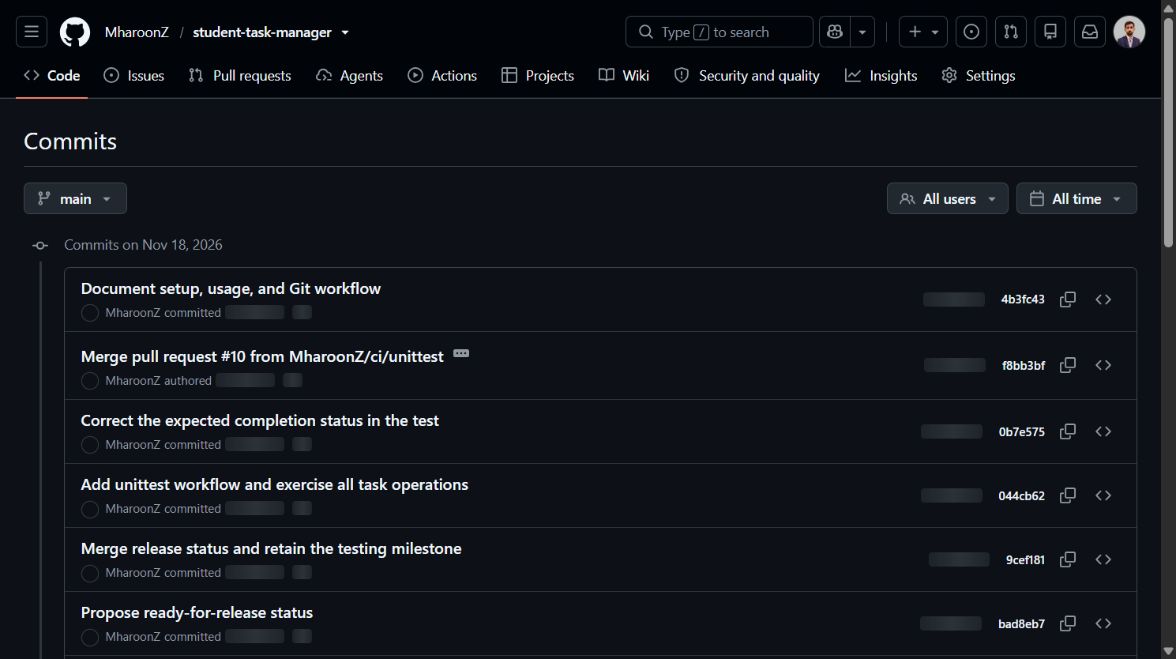 MharoonZ / student-task-manager
Type / to search
Code Issues Pull requests Agents Actions Projects Wiki Security and quality Insights Settings
Commits
main All users All time
Commits on Nov 18, 2026
Document setup, usage, and Git workflow
MharoonZ committed
4b3fc43
Merge pull request #10 from MharoonZ/ci/unittest
MharoonZ authored
f8bb3bf
Correct the expected completion status in the test
MharoonZ committed
0b7e575
Add unittest workflow and exercise all task operations
MharoonZ committed
044cb62
Merge release status and retain the testing milestone
MharoonZ committed
9cef181
Propose ready-for-release status
MharoonZ committed
bad8eb7